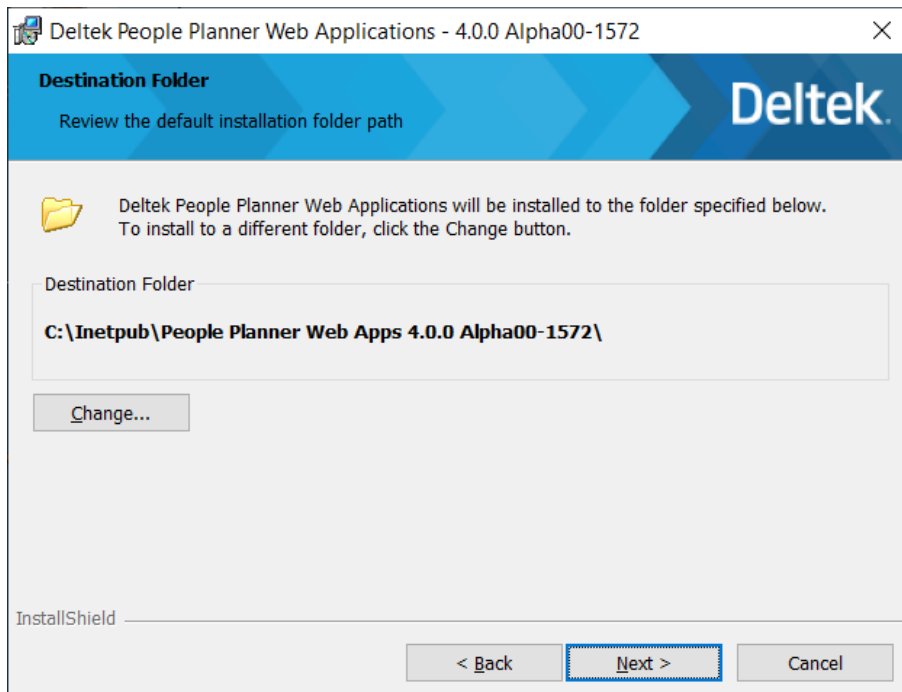 Deltek People Planner Web Applications - 4.0.0 Alpha00-1572
Destination Folder
Review the default installation folder path
Deltek.
Deltek People Planner Web Applications will be installed to the folder specified below.
To install to a different folder, click the Change button.
Destination Folder
C:\Inetpub\People Planner Web Apps 4.0.0 Alpha00-1572\
Change...
InstallShield
< Back
Next >
Cancel